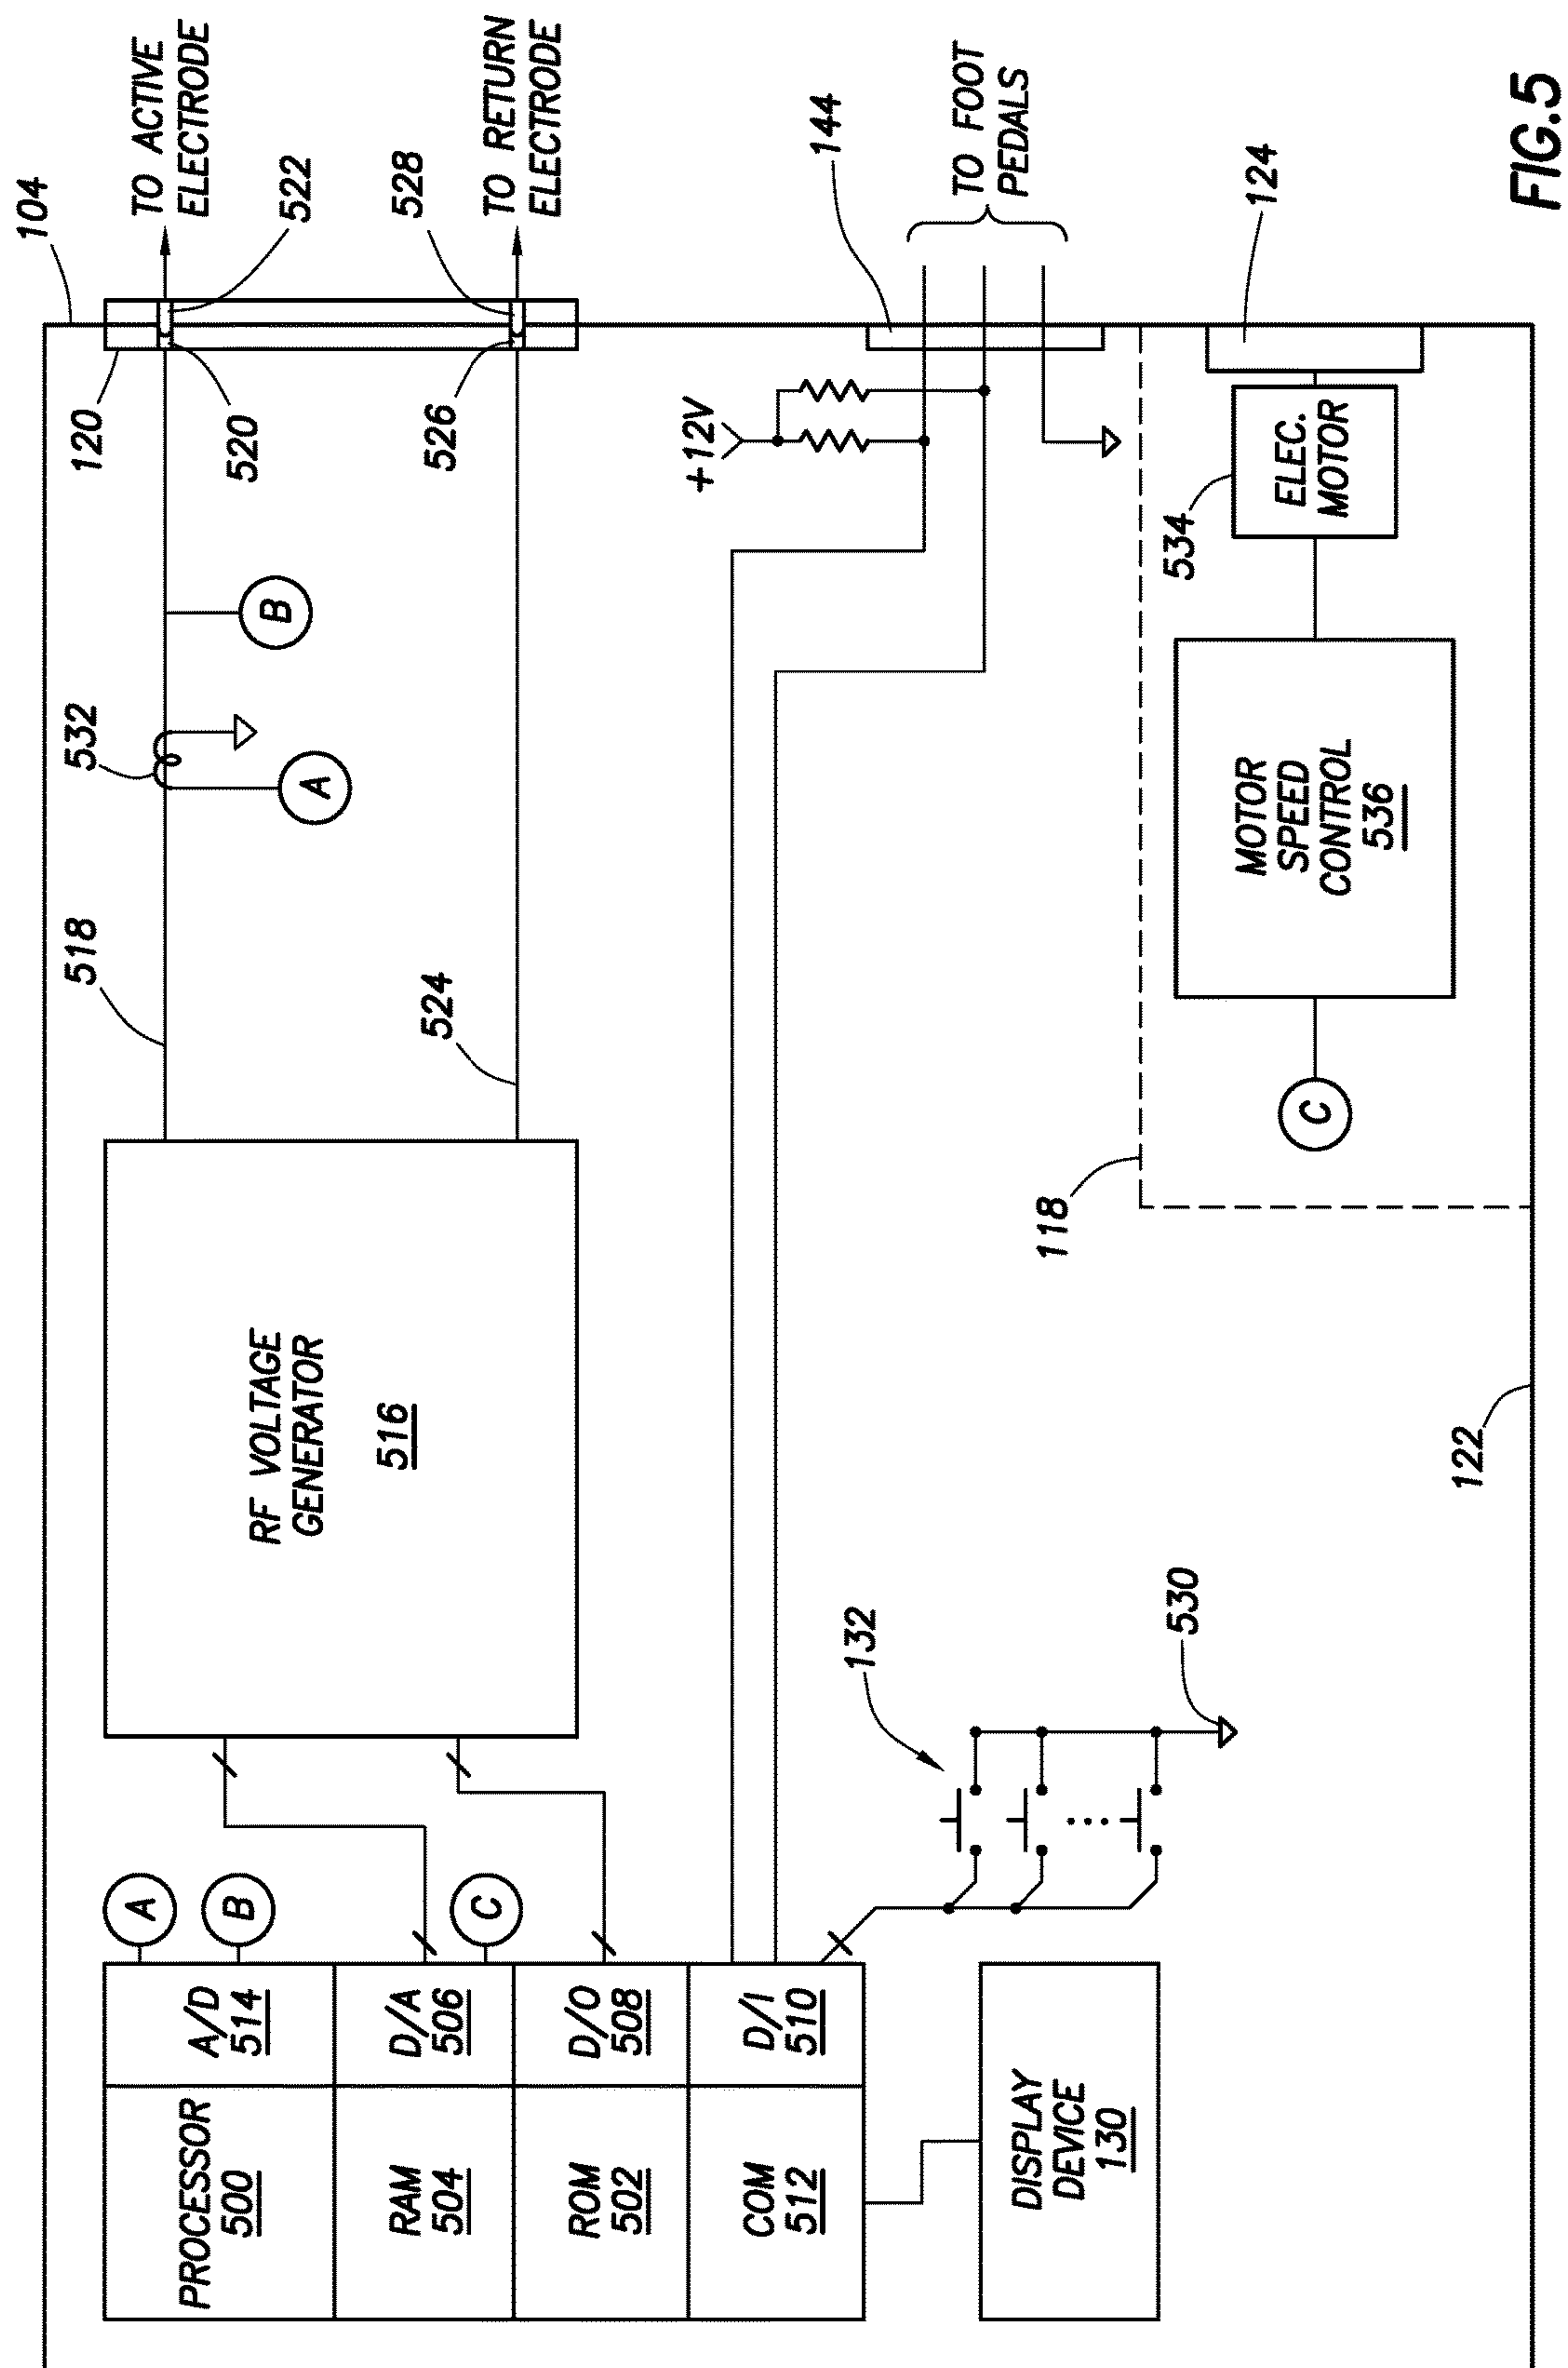 104
TO ACTIVE
ELECTRODE
522
528
TO RETURN
ELECTRODE
144
TO FOOT
PEDALS
124
FIG.5
120
520
526
+12V
534
ELEC.
MOTOR
B
532
A
518
524
MOTOR
SPEED
CONTROL
536
C
118
RF VOLTAGE
GENERATOR
516
122
132
530
A
B
C
A/D
514
D/A
506
D/O
508
D/I
510
PROCESSOR
500
RAM
504
ROM
502
COM
512
DISPLAY
DEVICE
130